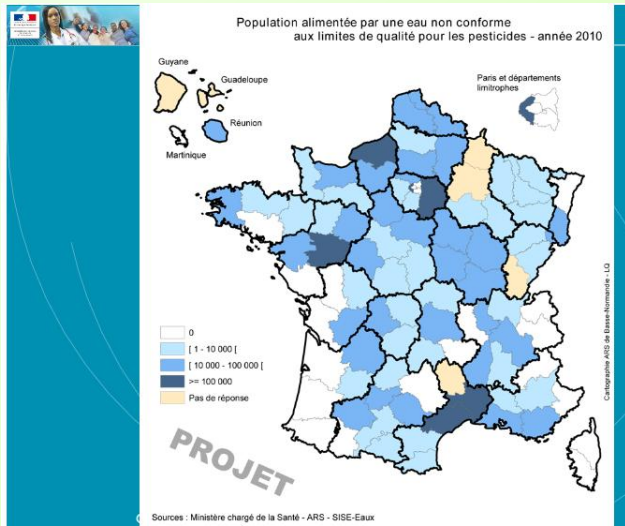 Population alimentée par une eau non conforme
aux limites de qualité pour les pesticides - année 2010
Guyane
Guadeloupe
Réunion
Martinique
Paris et départements
limitrophes
0
[ 1 - 10 000 [
[ 10 000 - 100 000 [
>= 100 000
Pas de réponse
PROJET
Cartographie ARS de Basse-Normandie - LQ
Sources : Ministère chargé de la Santé - ARS - SISE-Eaux